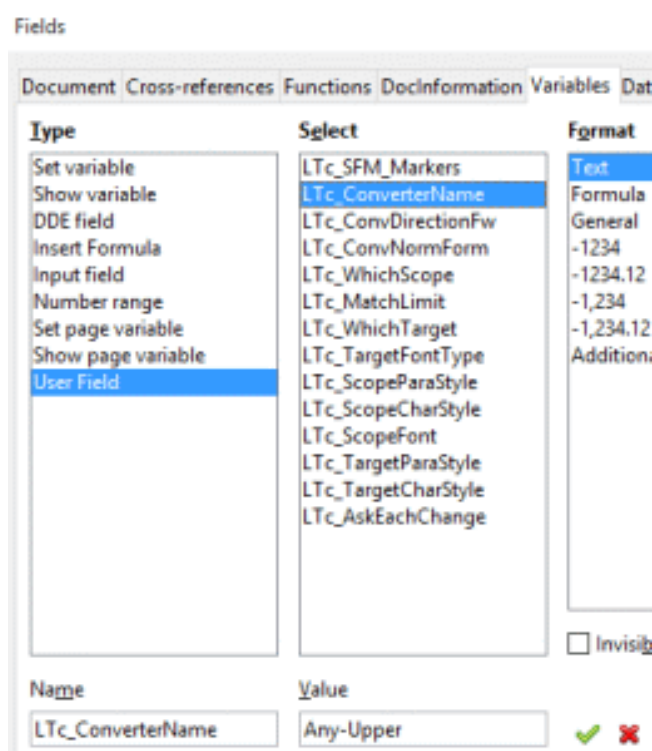 Fields
Document Cross-references Functions DocInformation Variables Dat
Type
Set variable
Show variable
DDE field
Insert Formula
Input field
Number range
Set page variable
Show page variable
User Field
Select
LTc_SFM_Markers
LTc_ConverterName
LTc_ConvDirectionFw
LTc_ConvNormForm
LTc_WhichScope
LTc_MatchLimit
LTc_WhichTarget
LTc_TargetFontType
LTc_ScopeParaStyle
LTc_ScopeCharStyle
LTc_ScopeFont
LTc_TargetParaStyle
LTc_TargetCharStyle
LTc_AskEachChange
Format
Text
Formula
General
-1234
-1234.12
-1,234
-1,234.12
Additiona
Invisib
Name
LTc_ConverterName
Value
Any-Upper